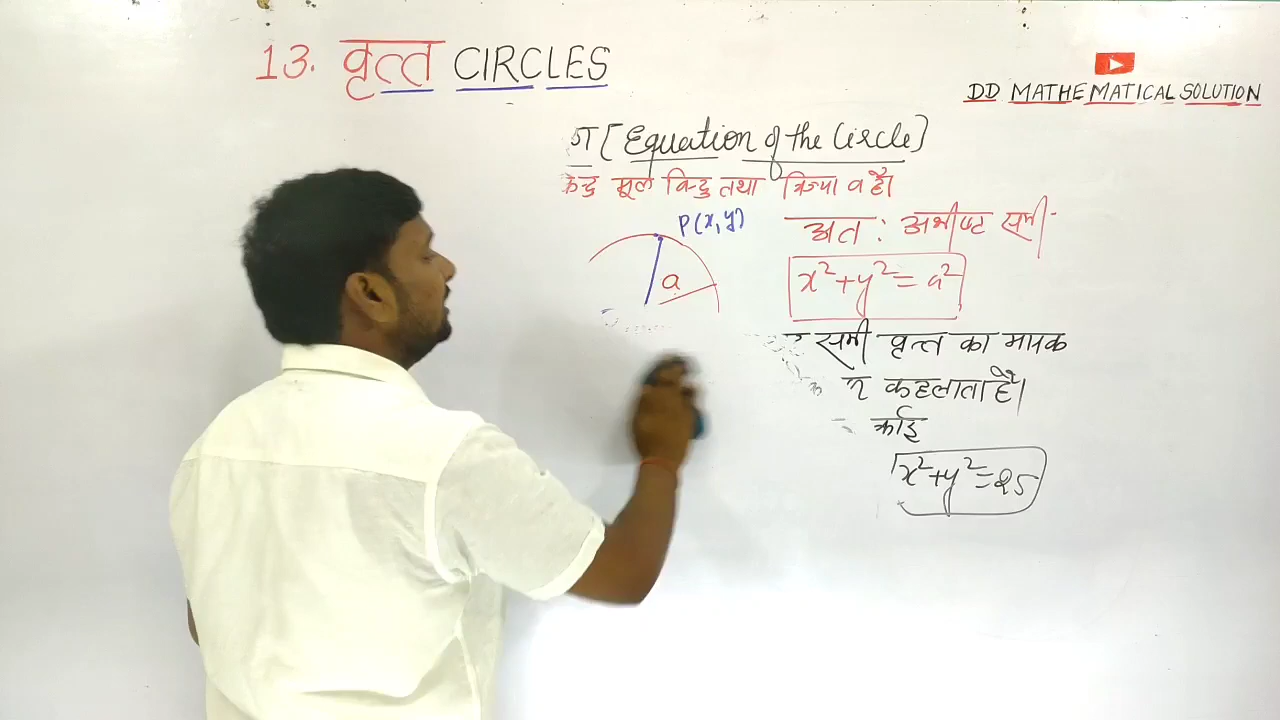 13. वृत्त CIRCLES
DD MATHEMATICAL SOLUTION
[Equation of the Circle]
मूल बिन्दु तथा त्रिज्या a है।
P(x, y)
a
अत: अभीष्ट समी.
x²+y²=a²
समी वृत्त का मानक
कहलाता है।
x²+y²=25